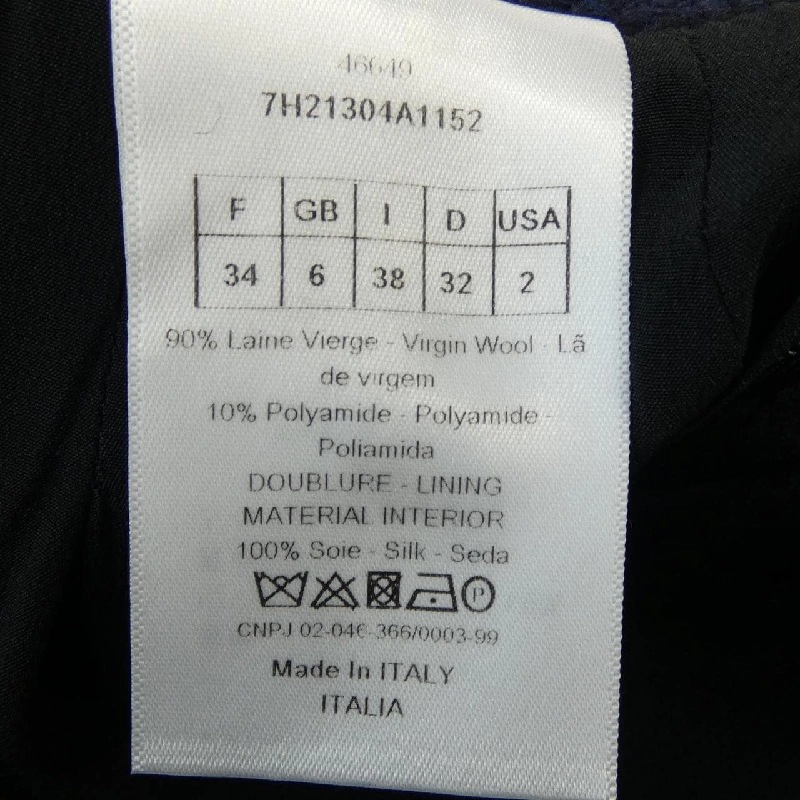 46649
7H21304A1152
F GB I D USA
34 6 38 32 2
90% Laine Vierge - Virgin Wool - Lã
de virgem
10% Polyamide - Polyamide -
Poliamida
DOUBLURE - LINING
MATERIAL INTERIOR
100% Soie - Silk - Seda
P
CNPJ 02-046-366/0003-99
Made In ITALY
ITALIA